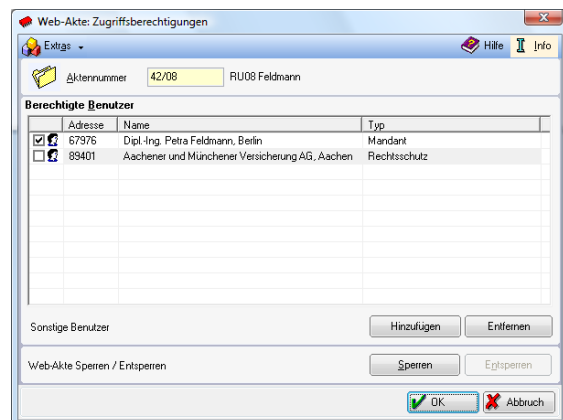 Web-Akte: Zugriffsberechtigungen
Extras Hilfe Info
Aktennummer 42/08 RU08 Feldmann
Berechtigte Benutzer
Adresse Name Typ
67976 Dipl.-Ing. Petra Feldmann, Berlin Mandant
89401 Aachener und Münchener Versicherung AG, Aachen Rechtsschutz
Sonstige Benutzer Hinzufügen Entfernen
Web-Akte Sperren / Entsperren Sperren Entsperren
OK Abbruch